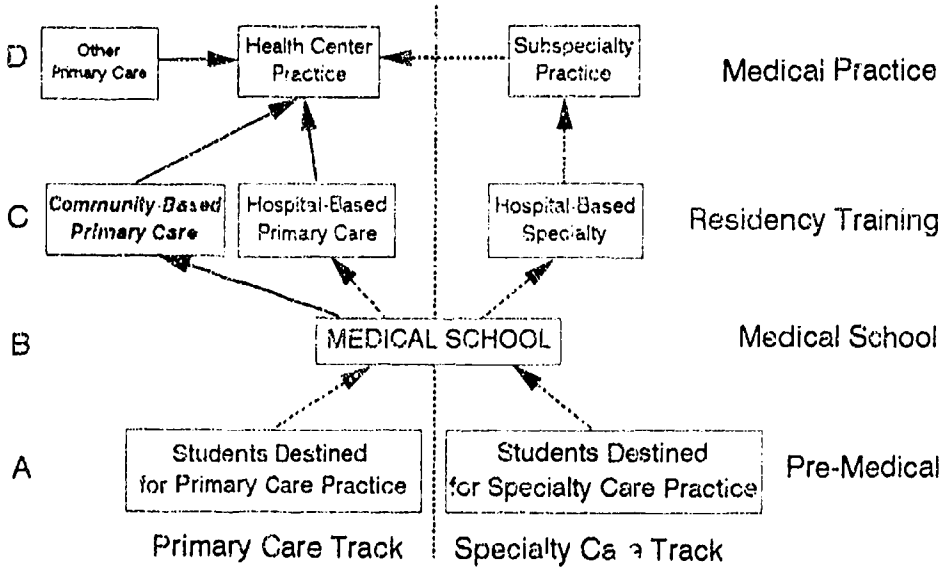 D
Other
Primary Care
Health Center
Practice
Subspecialty
Practice
Medical Practice
C
Community-Based
Primary Care
Hospital-Based
Primary Care
Hospital-Based
Specialty
Residency Training
B
MEDICAL SCHOOL
Medical School
A
Students Destined
for Primary Care Practice
Students Destined
for Specialty Care Practice
Pre-Medical
Primary Care Track
Specialty Ca e Track